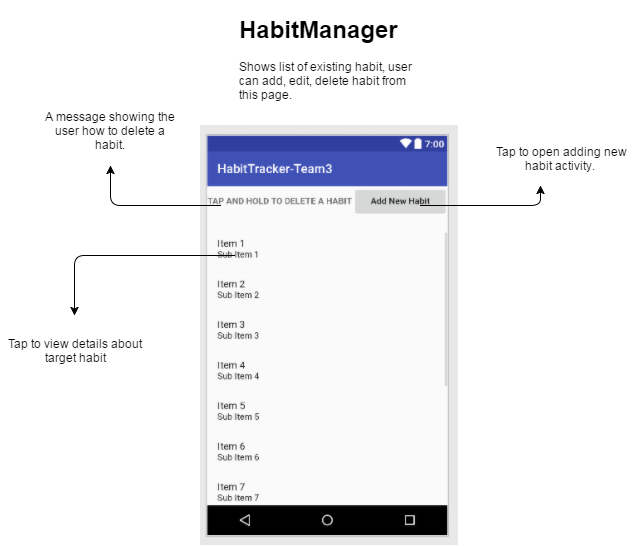 HabitManager
Shows list of existing habit, user
can add, edit, delete habit from
this page.
A message showing the
user how to delete a
habit.
Tap to open adding new
habit activity.
7:00
HabitTracker-Team3
TAP AND HOLD TO DELETE A HABIT
Add New Habit
Item 1
Sub Item 1
Item 2
Sub Item 2
Item 3
Sub Item 3
Item 4
Sub Item 4
Item 5
Sub Item 5
Item 6
Sub Item 6
Item 7
Sub Item 7
Tap to view details about
target habit